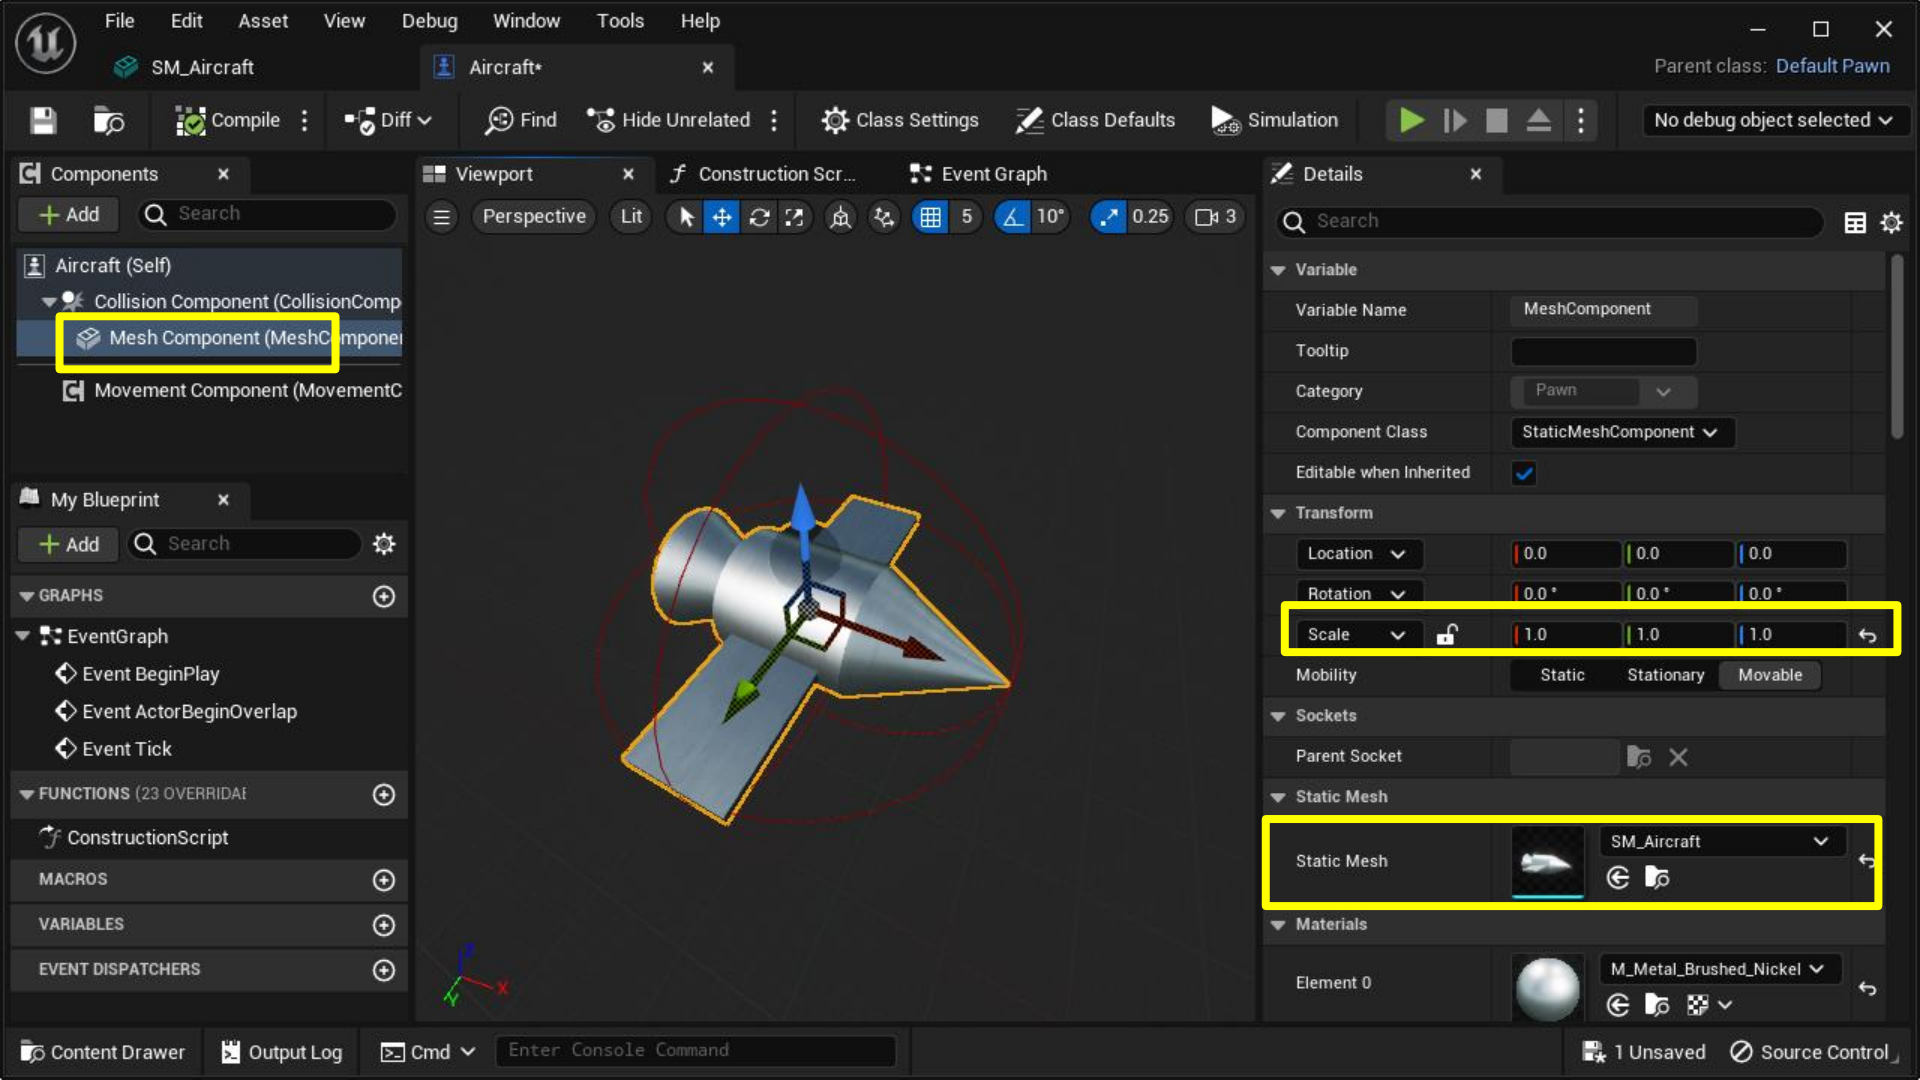 File Edit Asset View Debug Window Tools Help
SM_Aircraft Aircraft* Parent class: Default Pawn
Compile Diff Find Hide Unrelated Class Settings Class Defaults Simulation No debug object selected
Components
Add Search
Aircraft (Self)
Collision Component (CollisionComp
Mesh Component (MeshComponen
Movement Component (MovementC
My Blueprint
Add Search
GRAPHS
EventGraph
Event BeginPlay
Event ActorBeginOverlap
Event Tick
FUNCTIONS (23 OVERRIDAB
ConstructionScript
MACROS
VARIABLES
EVENT DISPATCHERS
Viewport Construction Scr... Event Graph
Perspective Lit 5 10° 0.25 3
Z
X
Y
Details
Search
Variable
Variable Name MeshComponent
Tooltip
Category Pawn
Component Class StaticMeshComponent
Editable when Inherited
Transform
Location 0.0 0.0 0.0
Rotation 0.0° 0.0° 0.0°
Scale 1.0 1.0 1.0
Mobility Static Stationary Movable
Sockets
Parent Socket
Static Mesh
Static Mesh SM_Aircraft
Materials
Element 0 M_Metal_Brushed_Nickel
Content Drawer Output Log Cmd Enter Console Command 1 Unsaved Source Control